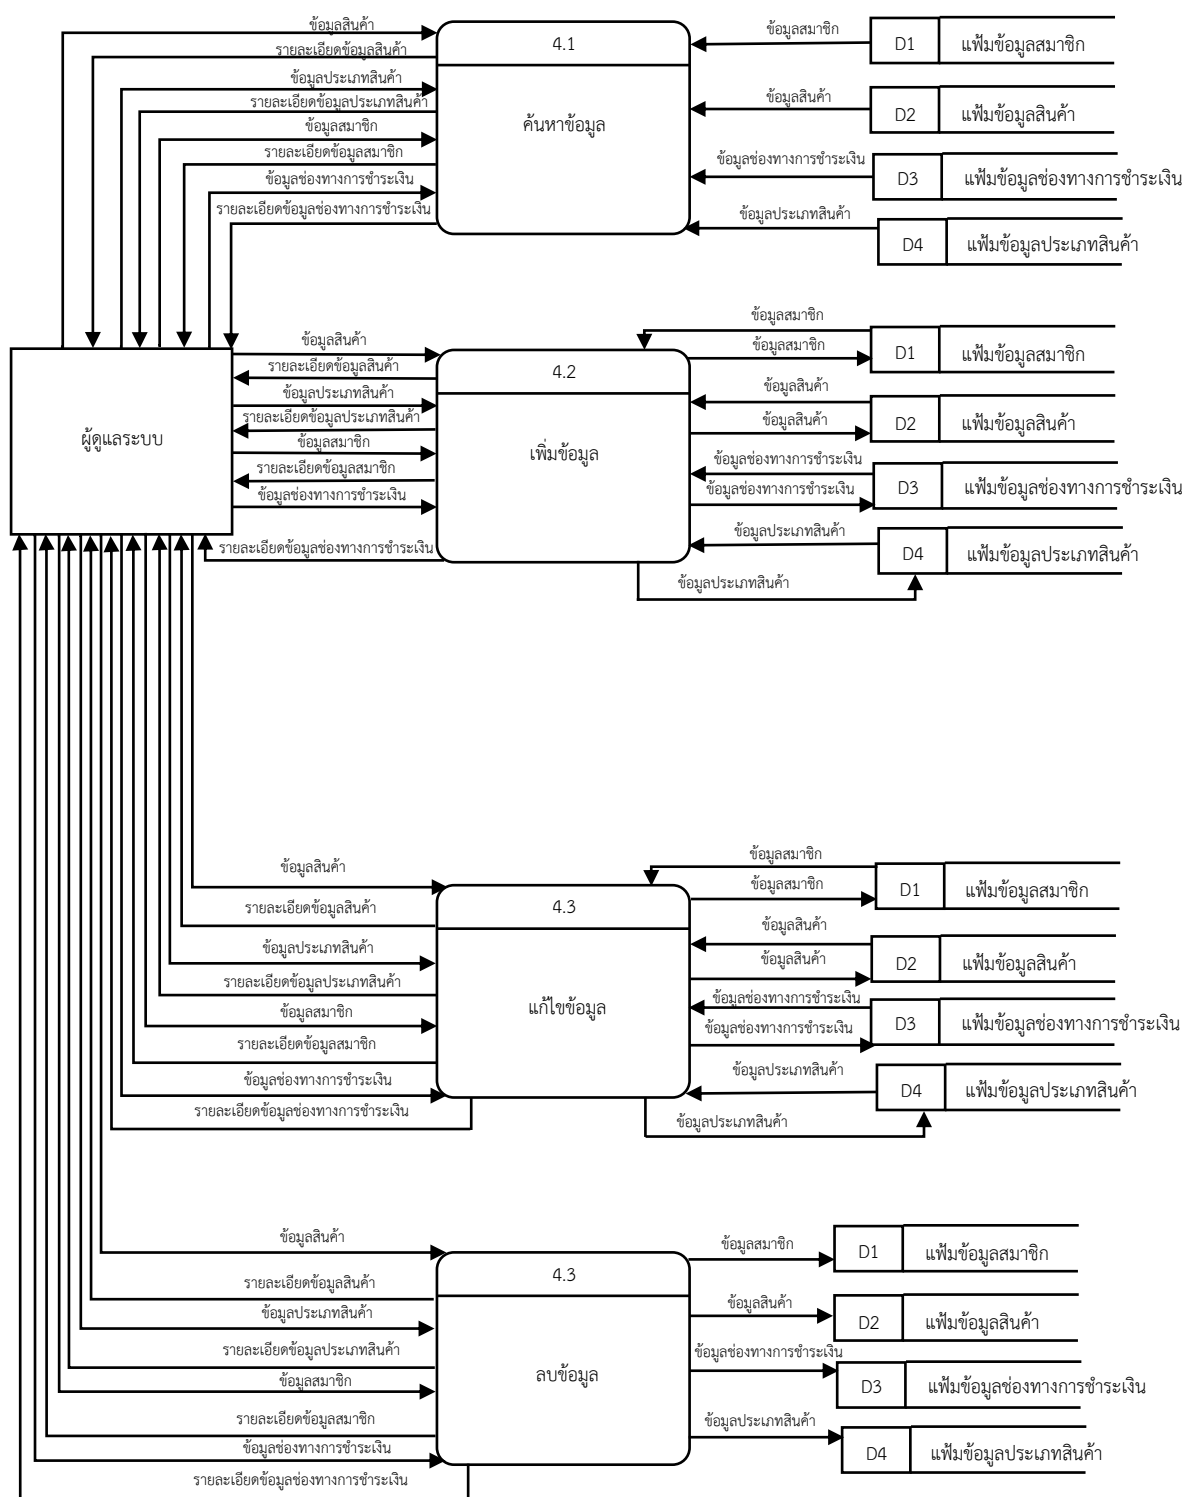 ข้อมูลสินค้า
รายละเอียดข้อมูลสินค้า
ข้อมูลประเภทสินค้า
รายละเอียดข้อมูลประเภทสินค้า
ข้อมูลสมาชิก
รายละเอียดข้อมูลสมาชิก
ข้อมูลช่องทางการชำระเงิน
รายละเอียดข้อมูลช่องทางการชำระเงิน
4.1
ค้นหาข้อมูล
ข้อมูลสมาชิก
D1 แฟ้มข้อมูลสมาชิก
ข้อมูลสินค้า
D2 แฟ้มข้อมูลสินค้า
ข้อมูลช่องทางการชำระเงิน
D3 แฟ้มข้อมูลช่องทางการชำระเงิน
ข้อมูลประเภทสินค้า
D4 แฟ้มข้อมูลประเภทสินค้า
ผู้ดูแลระบบ
ข้อมูลสินค้า
รายละเอียดข้อมูลสินค้า
ข้อมูลประเภทสินค้า
รายละเอียดข้อมูลประเภทสินค้า
ข้อมูลสมาชิก
รายละเอียดข้อมูลสมาชิก
ข้อมูลช่องทางการชำระเงิน
รายละเอียดข้อมูลช่องทางการชำระเงิน
4.2
เพิ่มข้อมูล
ข้อมูลสมาชิก
ข้อมูลสมาชิก
D1 แฟ้มข้อมูลสมาชิก
ข้อมูลสินค้า
ข้อมูลสินค้า
D2 แฟ้มข้อมูลสินค้า
ข้อมูลช่องทางการชำระเงิน
ข้อมูลช่องทางการชำระเงิน
D3 แฟ้มข้อมูลช่องทางการชำระเงิน
ข้อมูลประเภทสินค้า
D4 แฟ้มข้อมูลประเภทสินค้า
ข้อมูลประเภทสินค้า
ข้อมูลสินค้า
รายละเอียดข้อมูลสินค้า
ข้อมูลประเภทสินค้า
รายละเอียดข้อมูลประเภทสินค้า
ข้อมูลสมาชิก
รายละเอียดข้อมูลสมาชิก
ข้อมูลช่องทางการชำระเงิน
รายละเอียดข้อมูลช่องทางการชำระเงิน
4.3
แก้ไขข้อมูล
ข้อมูลสมาชิก
ข้อมูลสมาชิก
D1 แฟ้มข้อมูลสมาชิก
ข้อมูลสินค้า
ข้อมูลสินค้า
D2 แฟ้มข้อมูลสินค้า
ข้อมูลช่องทางการชำระเงิน
ข้อมูลช่องทางการชำระเงิน
D3 แฟ้มข้อมูลช่องทางการชำระเงิน
ข้อมูลประเภทสินค้า
D4 แฟ้มข้อมูลประเภทสินค้า
ข้อมูลประเภทสินค้า
ข้อมูลสินค้า
รายละเอียดข้อมูลสินค้า
ข้อมูลประเภทสินค้า
รายละเอียดข้อมูลประเภทสินค้า
ข้อมูลสมาชิก
รายละเอียดข้อมูลสมาชิก
ข้อมูลช่องทางการชำระเงิน
รายละเอียดข้อมูลช่องทางการชำระเงิน
4.3
ลบข้อมูล
ข้อมูลสมาชิก
D1 แฟ้มข้อมูลสมาชิก
ข้อมูลสินค้า
D2 แฟ้มข้อมูลสินค้า
ข้อมูลช่องทางการชำระเงิน
D3 แฟ้มข้อมูลช่องทางการชำระเงิน
ข้อมูลประเภทสินค้า
D4 แฟ้มข้อมูลประเภทสินค้า